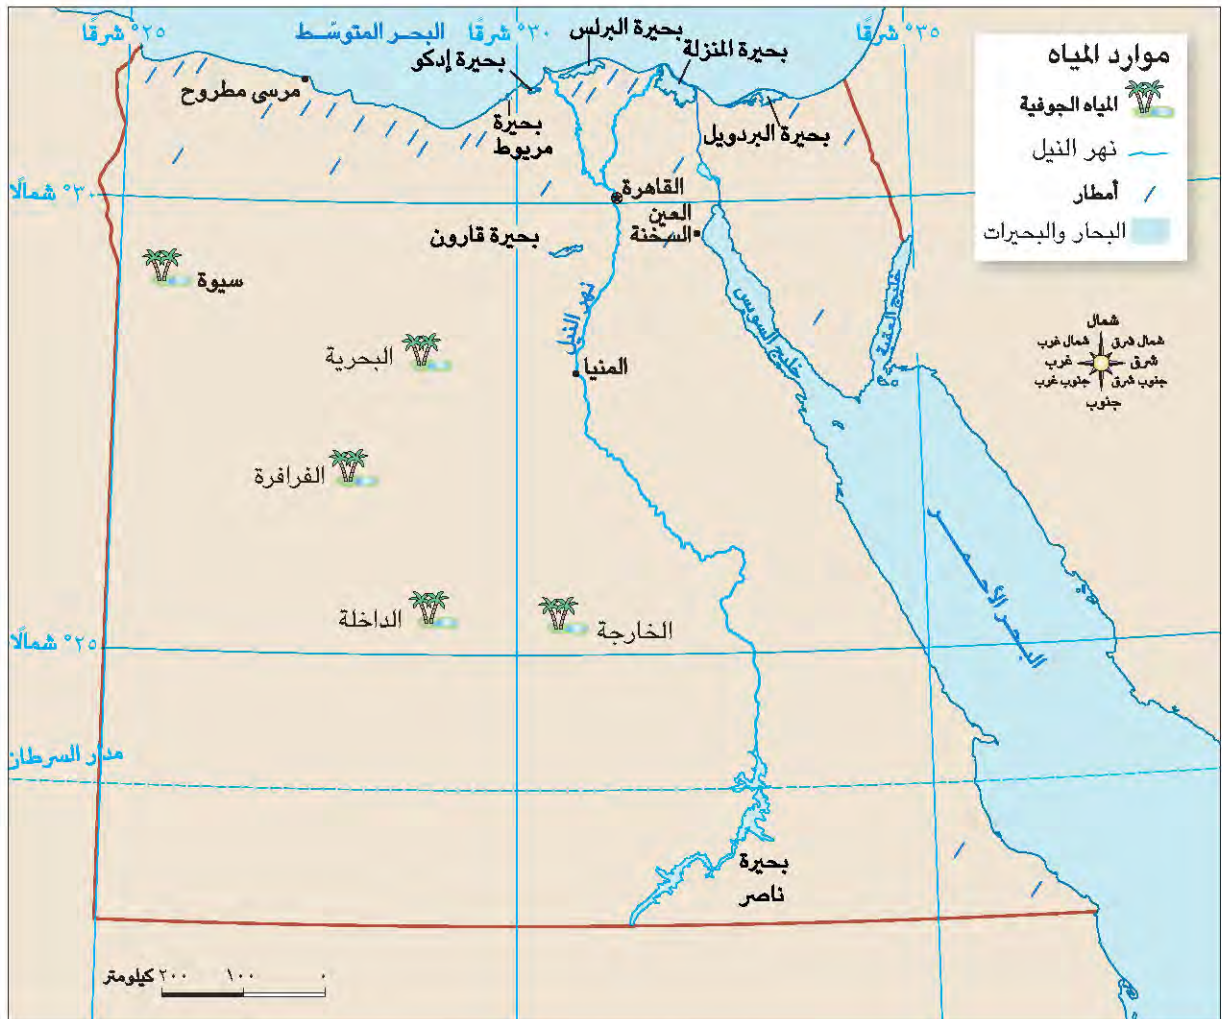 °٢٥ شرقًا
البحر المتوسّط
°٣٠ شرقًا
°٣٥ شرقًا
بحيرة البرلس
بحيرة المنزلة
بحيرة إدكو
مرسى مطروح
بحيرة
مريوط
بحيرة البردويل
موارد المياه
المياه الجوفية
نهر النيل
أمطار
البحار والبحيرات
°٣٠ شمالًا
القاهرة
العين
السخنة
بحيرة قارون
سيوة
نهر النيل
خليج السويس
خليج العقبة
البحرية
المنيا
شمال
شمال شرق
شمال غرب
شرق
غرب
جنوب شرق
جنوب غرب
جنوب
الفرافرة
البحر الأحمر
الداخلة
الخارجة
°٢٥ شمالًا
مدار السرطان
بحيرة
ناصر
٠ ١٠٠ ٢٠٠ كيلومتر